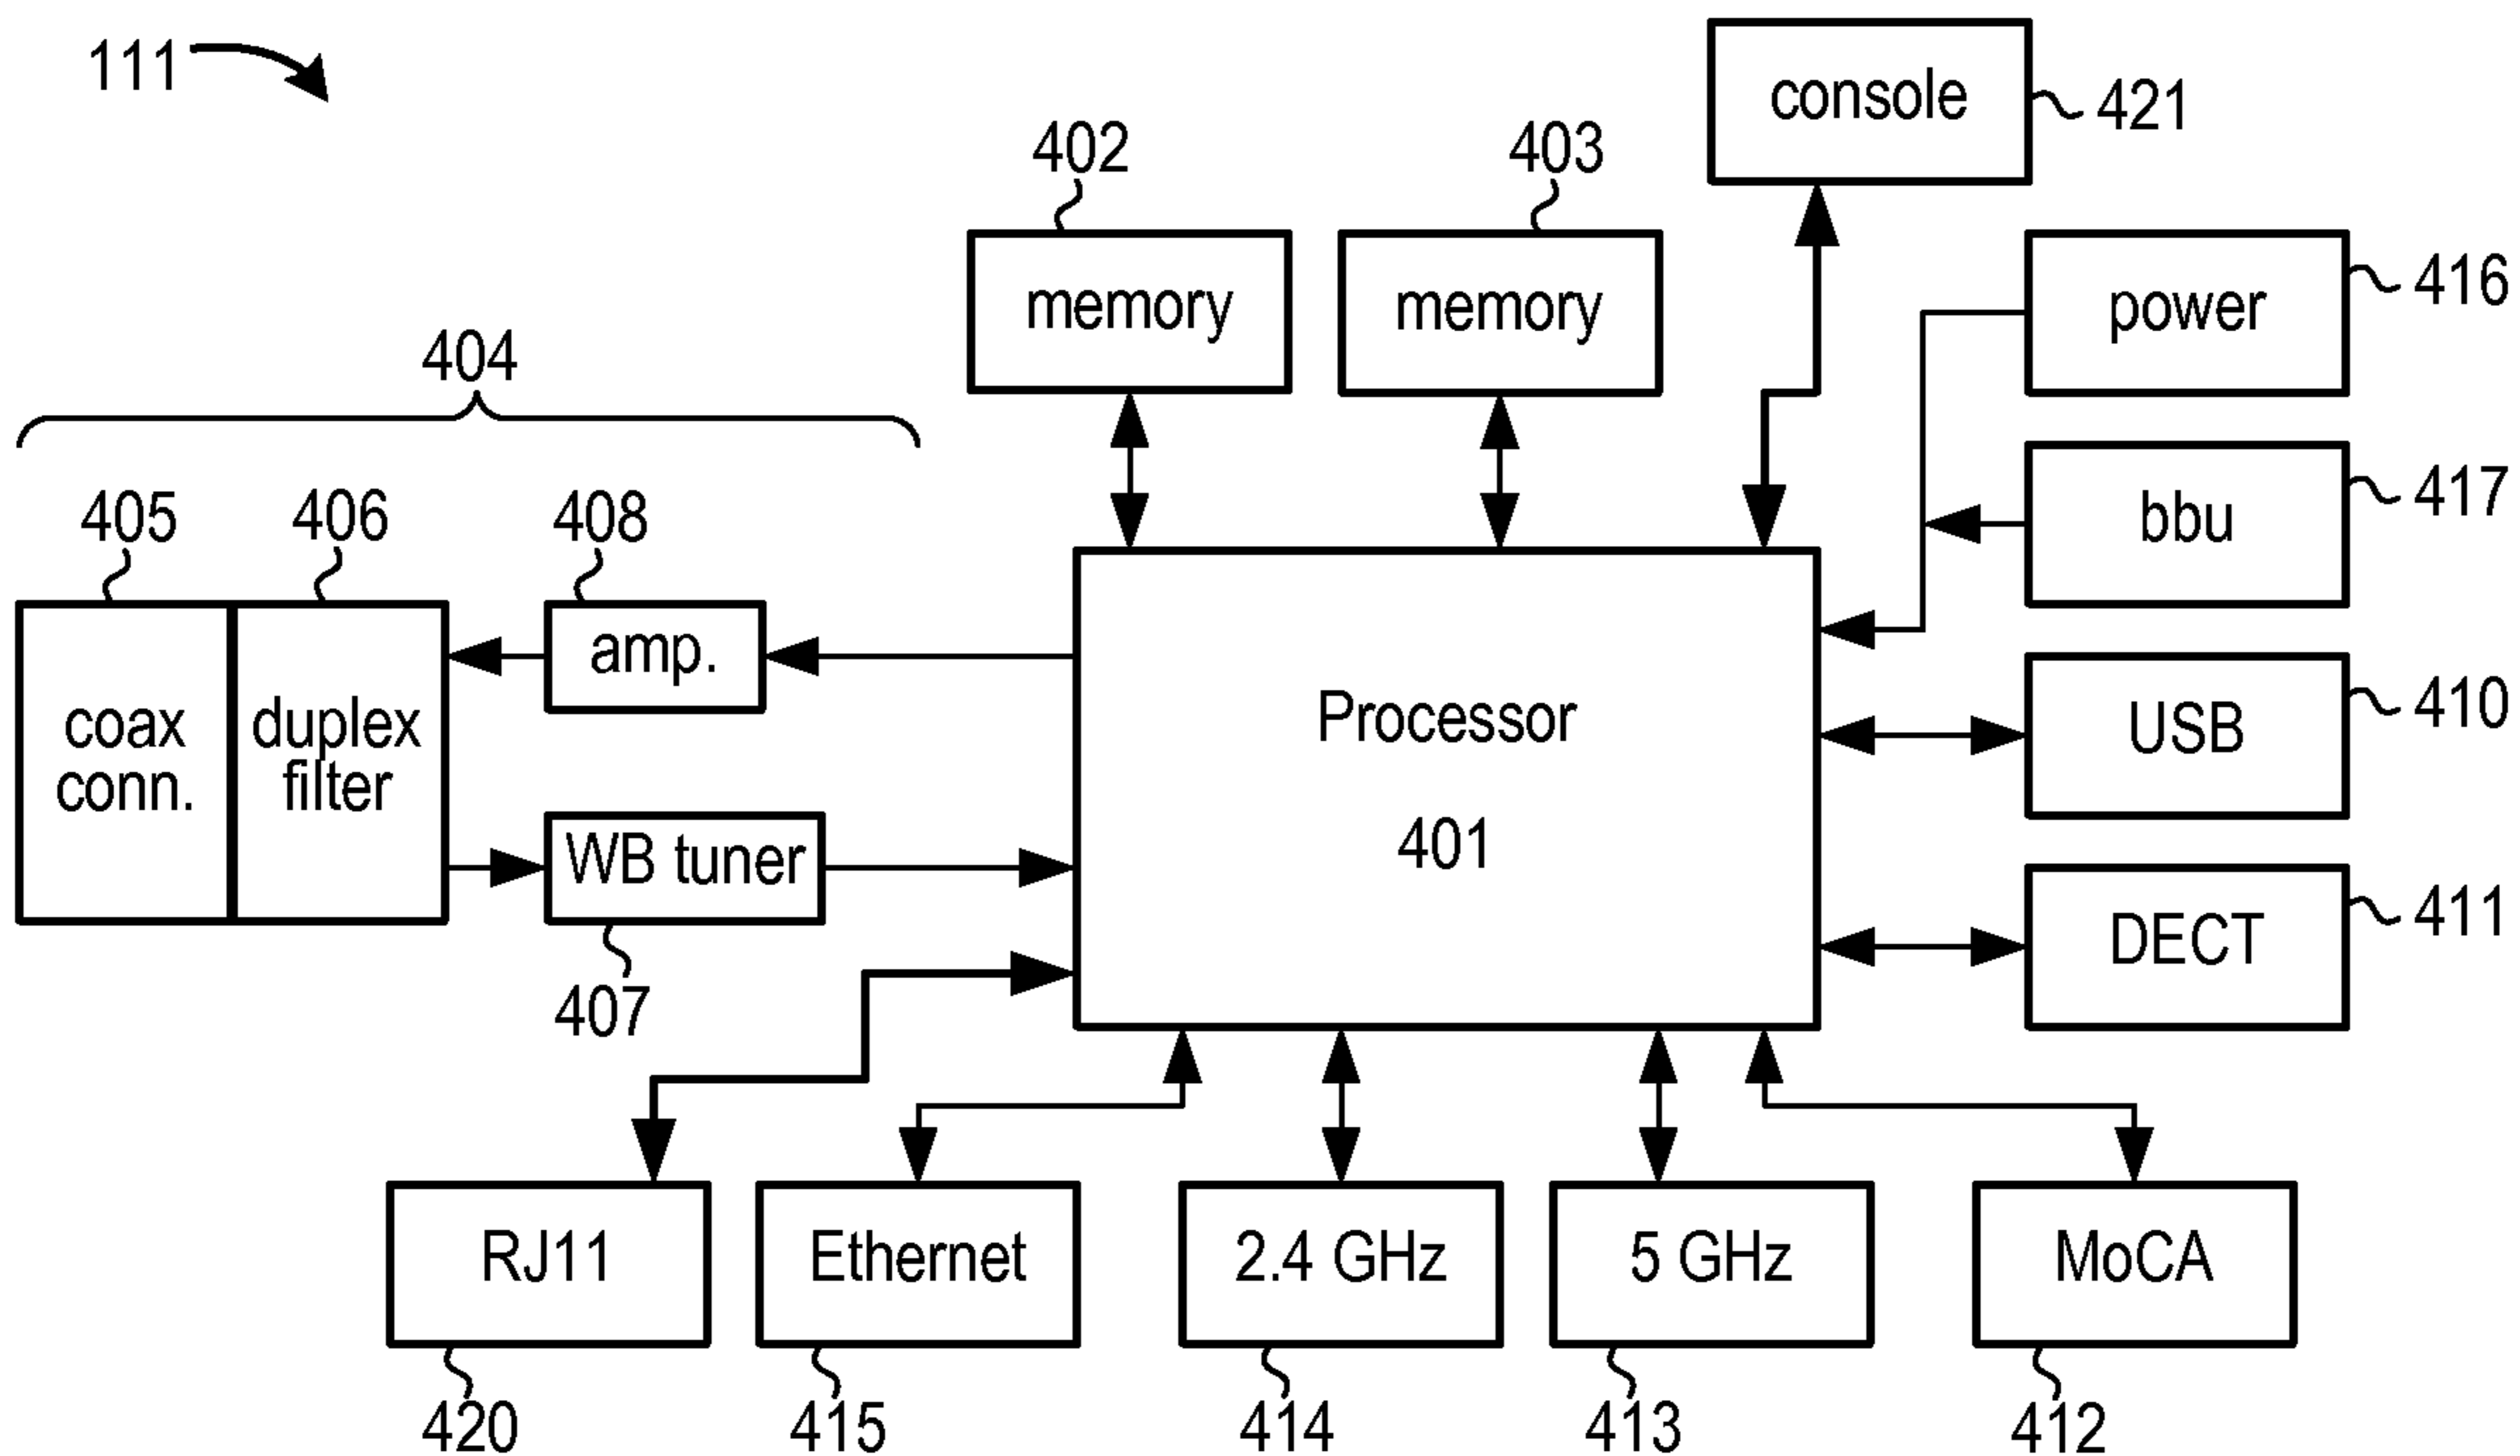 111
console
421
402
403
memory
memory
power
416
404
bbu
417
405
406
408
coax
conn.
duplex
filter
amp.
Processor
401
USB
410
WB tuner
407
DECT
411
RJ11
Ethernet
2.4 GHz
5 GHz
MoCA
420
415
414
413
412